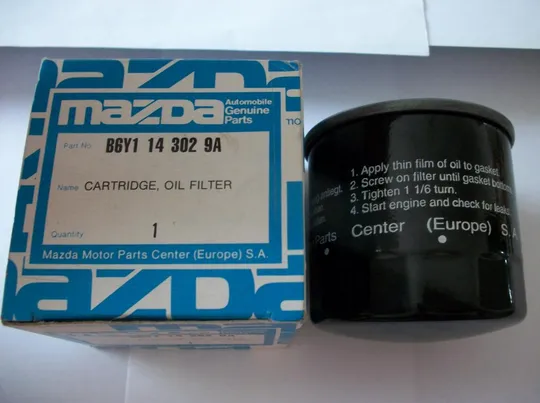 mazda
Automobile
Genuine
Parts
Part No. B6Y1 14 302 9A
Name CARTRIDGE, OIL FILTER
Quantity 1
Mazda Motor Parts Center (Europe) S.A.
mazda
1. Apply thin film of oil to gasket.
2. Screw on filter until gasket
3. Tighten 1 1/6 turn.
4. Start engine and check for
Parts Center (Europe) S.A